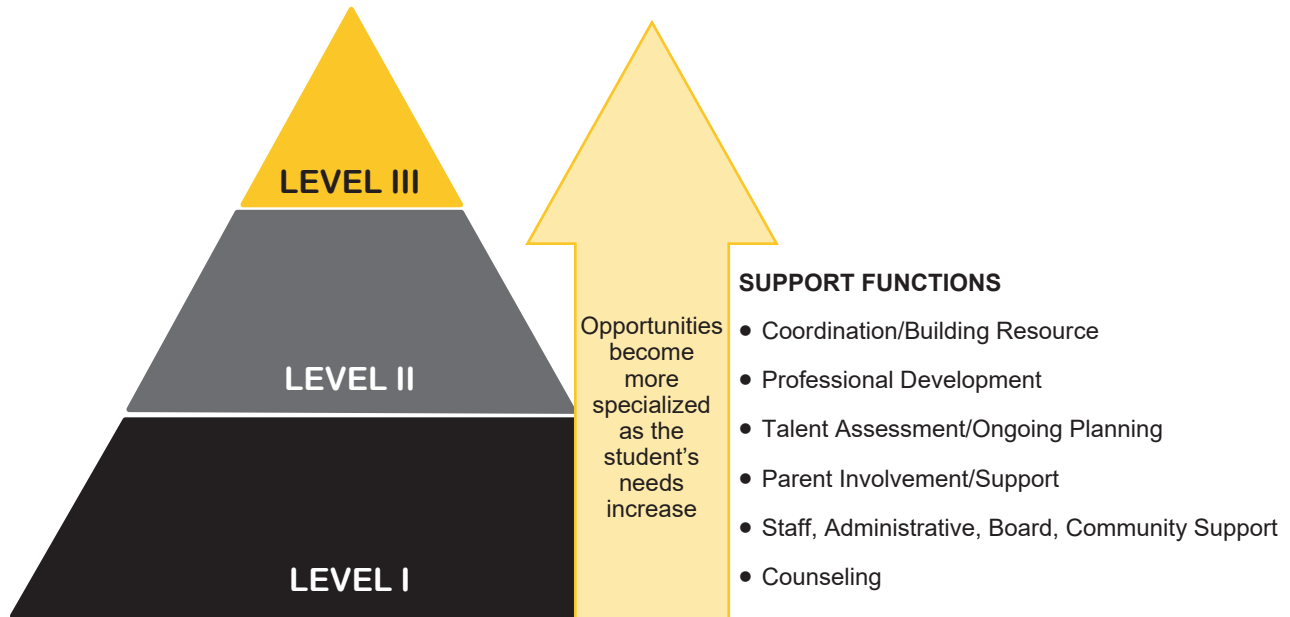 LEVEL III
LEVEL II
LEVEL I
Opportunities
become
more
specialized
as the
student’s
needs
increase
SUPPORT FUNCTIONS
• Coordination/Building Resource
• Professional Development
• Talent Assessment/Ongoing Planning
• Parent Involvement/Support
• Staff, Administrative, Board, Community Support
• Counseling